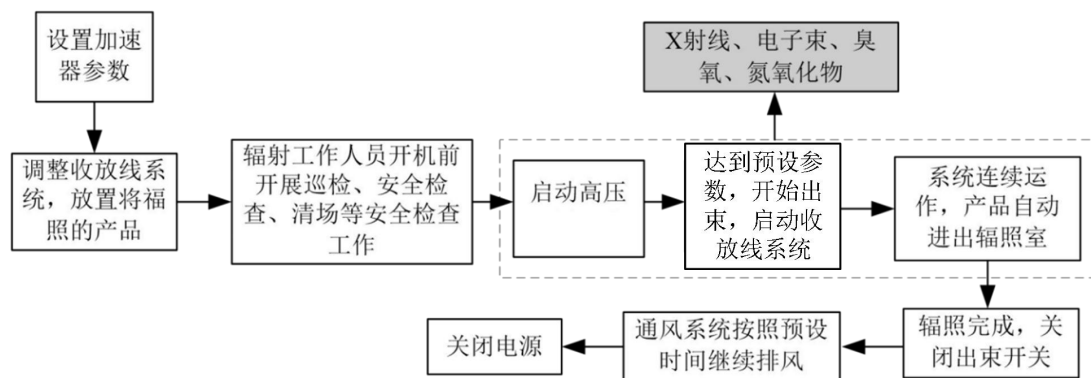 设置加速
器参数
X射线、电子束、臭
氧、氮氧化物
调整收放线系
统，放置将福
照的产品
辐射工作人员开机前
开展巡检、安全检
查、清场等安全检查
工作
启动高压
达到预设参
数，开始出
束，启动收
放线系统
系统连续运
作，产品自动
进出辐照室
辐照完成，关
闭出束开关
通风系统按照预设
时间继续排风
关闭电源